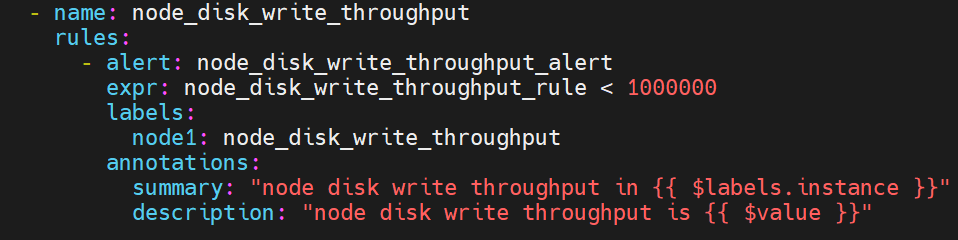 - name: node_disk_write_throughput
rules:
- alert: node_disk_write_throughput_alert
expr: node_disk_write_throughput_rule < 1000000
labels:
node1: node_disk_write_throughput
annotations:
summary: "node disk write throughput in {{ $labels.instance }}"
description: "node disk write throughput is {{ $value }}"